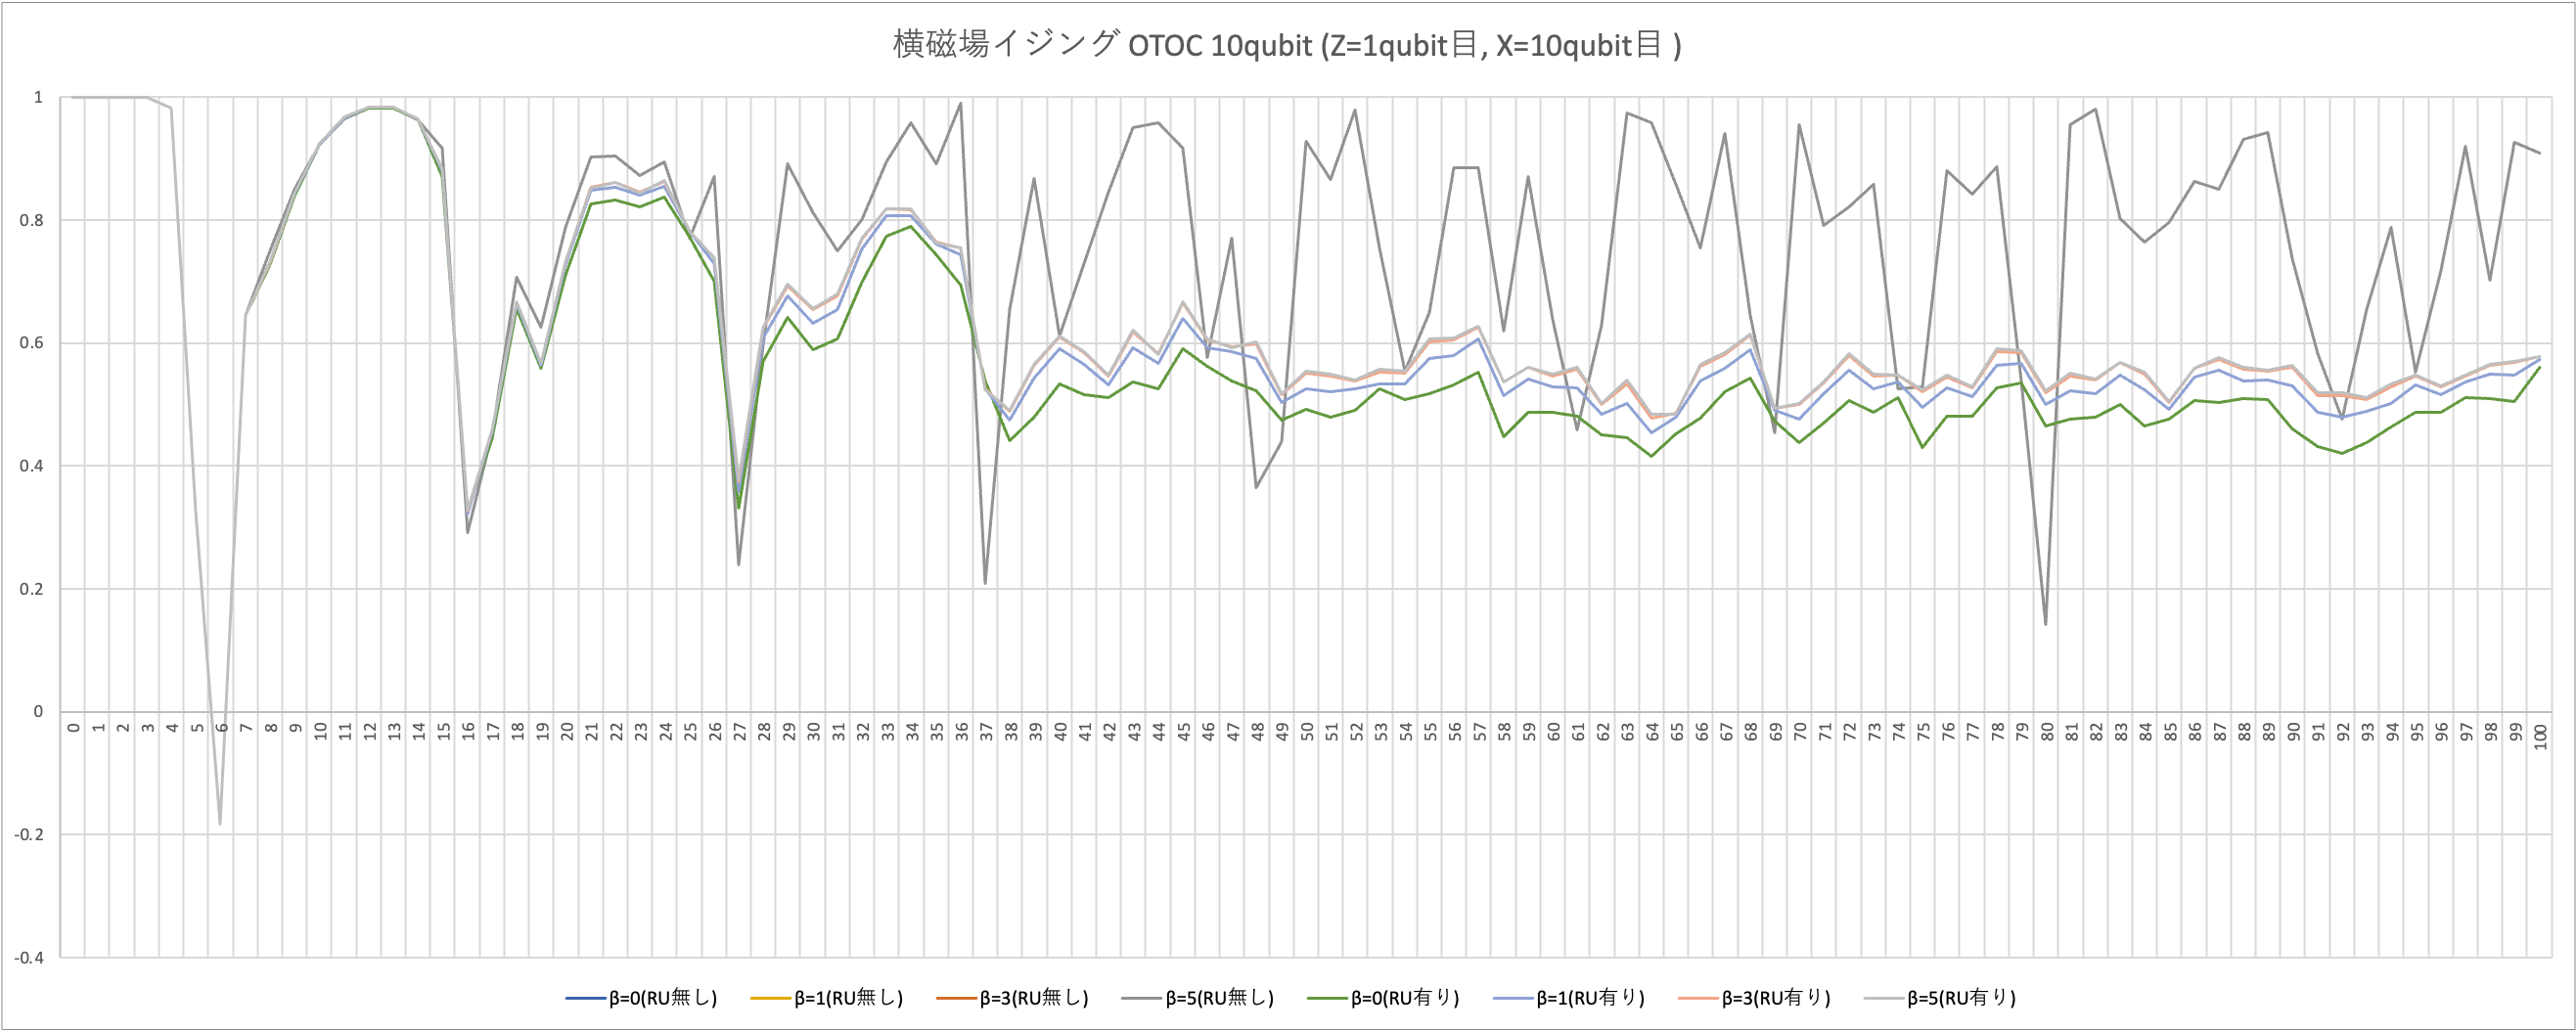 横磁場イジング OTOC 10qubit (Z=1qubit目, X=10qubit目 )
1
0.8
0.6
0.4
0.2
0
-0.2
-0.4
0 1 2 3 4 5 6 7 8 9 10 11 12 13 14 15 16 17 18 19 20 21 22 23 24 25 26 27 28 29 30 31 32 33 34 35 36 37 38 39 40 41 42 43 44 45 46 47 48 49 50 51 52 53 54 55 56 57 58 59 60 61 62 63 64 65 66 67 68 69 70 71 72 73 74 75 76 77 78 79 80 81 82 83 84 85 86 87 88 89 90 91 92 93 94 95 96 97 98 99 100
β=0(RU無し) β=1(RU無し) β=3(RU無し) β=5(RU無し) β=0(RU有り) β=1(RU有り) β=3(RU有り) β=5(RU有り)